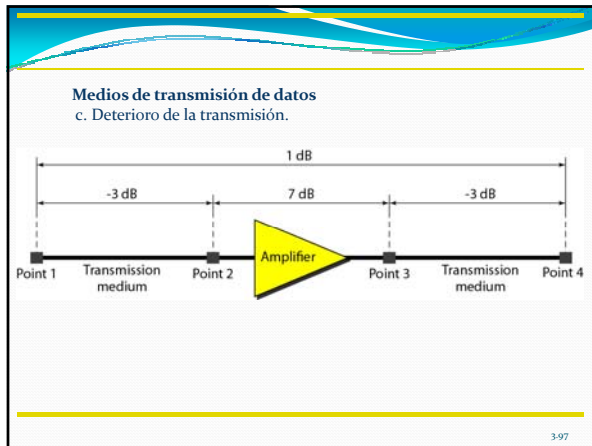 Medios de transmisión de datos
c. Deterioro de la transmisión.
1 dB
-3 dB
7 dB
-3 dB
Amplifier
Point 1
Transmission
medium
Point 2
Point 3
Transmission
medium
Point 4
3-97